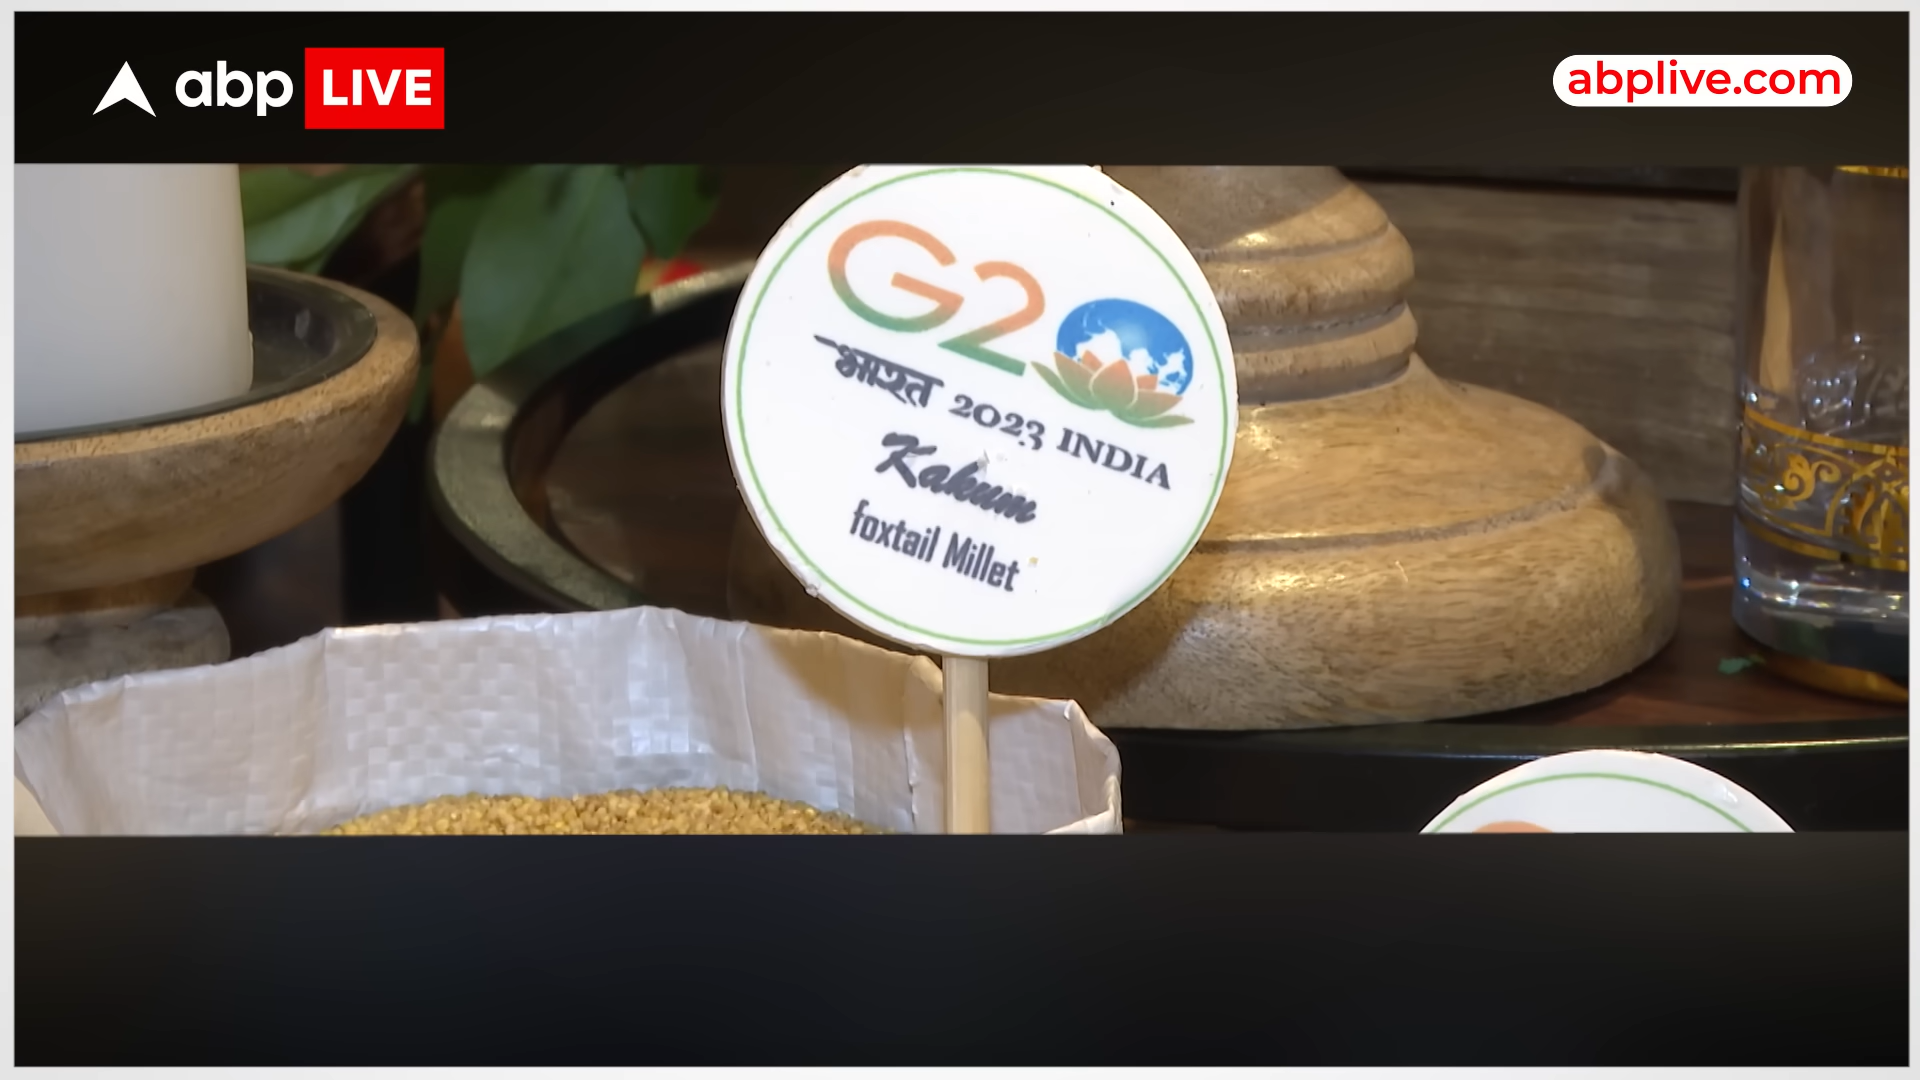 abp LIVE
abplive.com
G20
भारत 2023 INDIA
Kakum
foxtail Millet